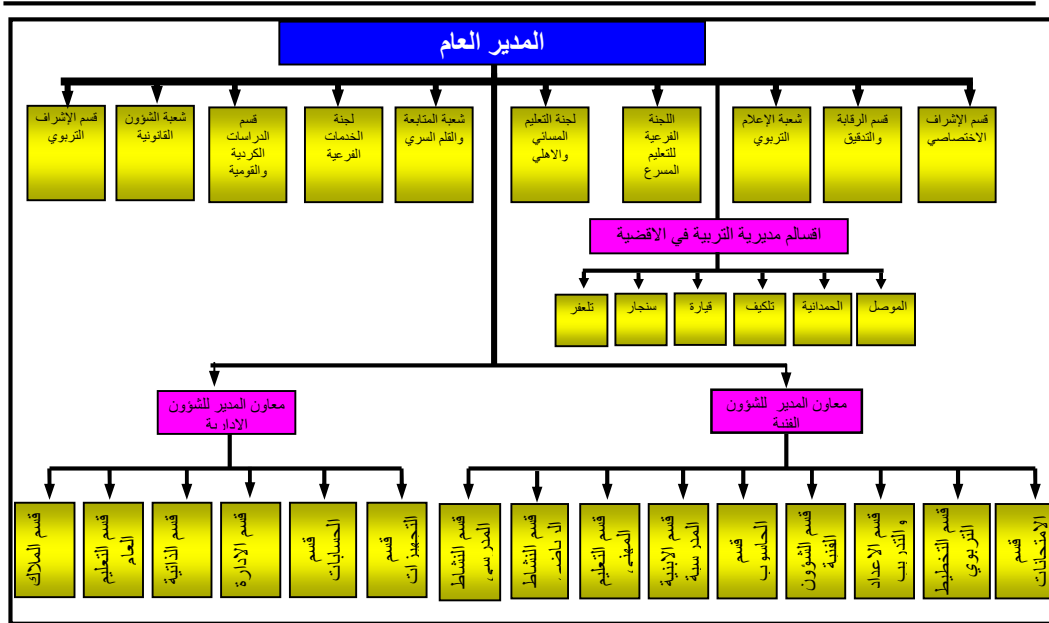 المدير العام
قسم الإشراف
الاختصاصي
قسم الرقابة
والتدقيق
شعبة الإعلام
التربوي
اللجنة
الفرعية
للتعليم
المسرع
لجنة التعليم
المسائي
والاهلي
شعبة المتابعة
والقلم السري
لجنة
الخدمات
الفرعية
قسم
الدراسات
الكردية
والقومية
شعبة الشؤون
القانونية
قسم الإشراف
التربوي
اقسالم مديرية التربية في الاقضية
الموصل
الحمدانية
تلكيف
قيارة
سنجار
تلعفر
معاون المدير للشؤون
الفنية
معاون المدير للشؤون
الادارية
قسم
الامتحانات
قسم التخطيط
التربوي
قسم الاعداد
والتدريب
قسم الشؤون
الفنية
قسم
الحاسوب
قسم الابنية
المدرسية
قسم التعليم
المهني
قسم النشاط
الرياضي
قسم النشاط
المدرسي
قسم
التجهيزات
قسم
الحسابات
قسم الادارة
قسم الذاتية
قسم التعليم
العام
قسم الملاك